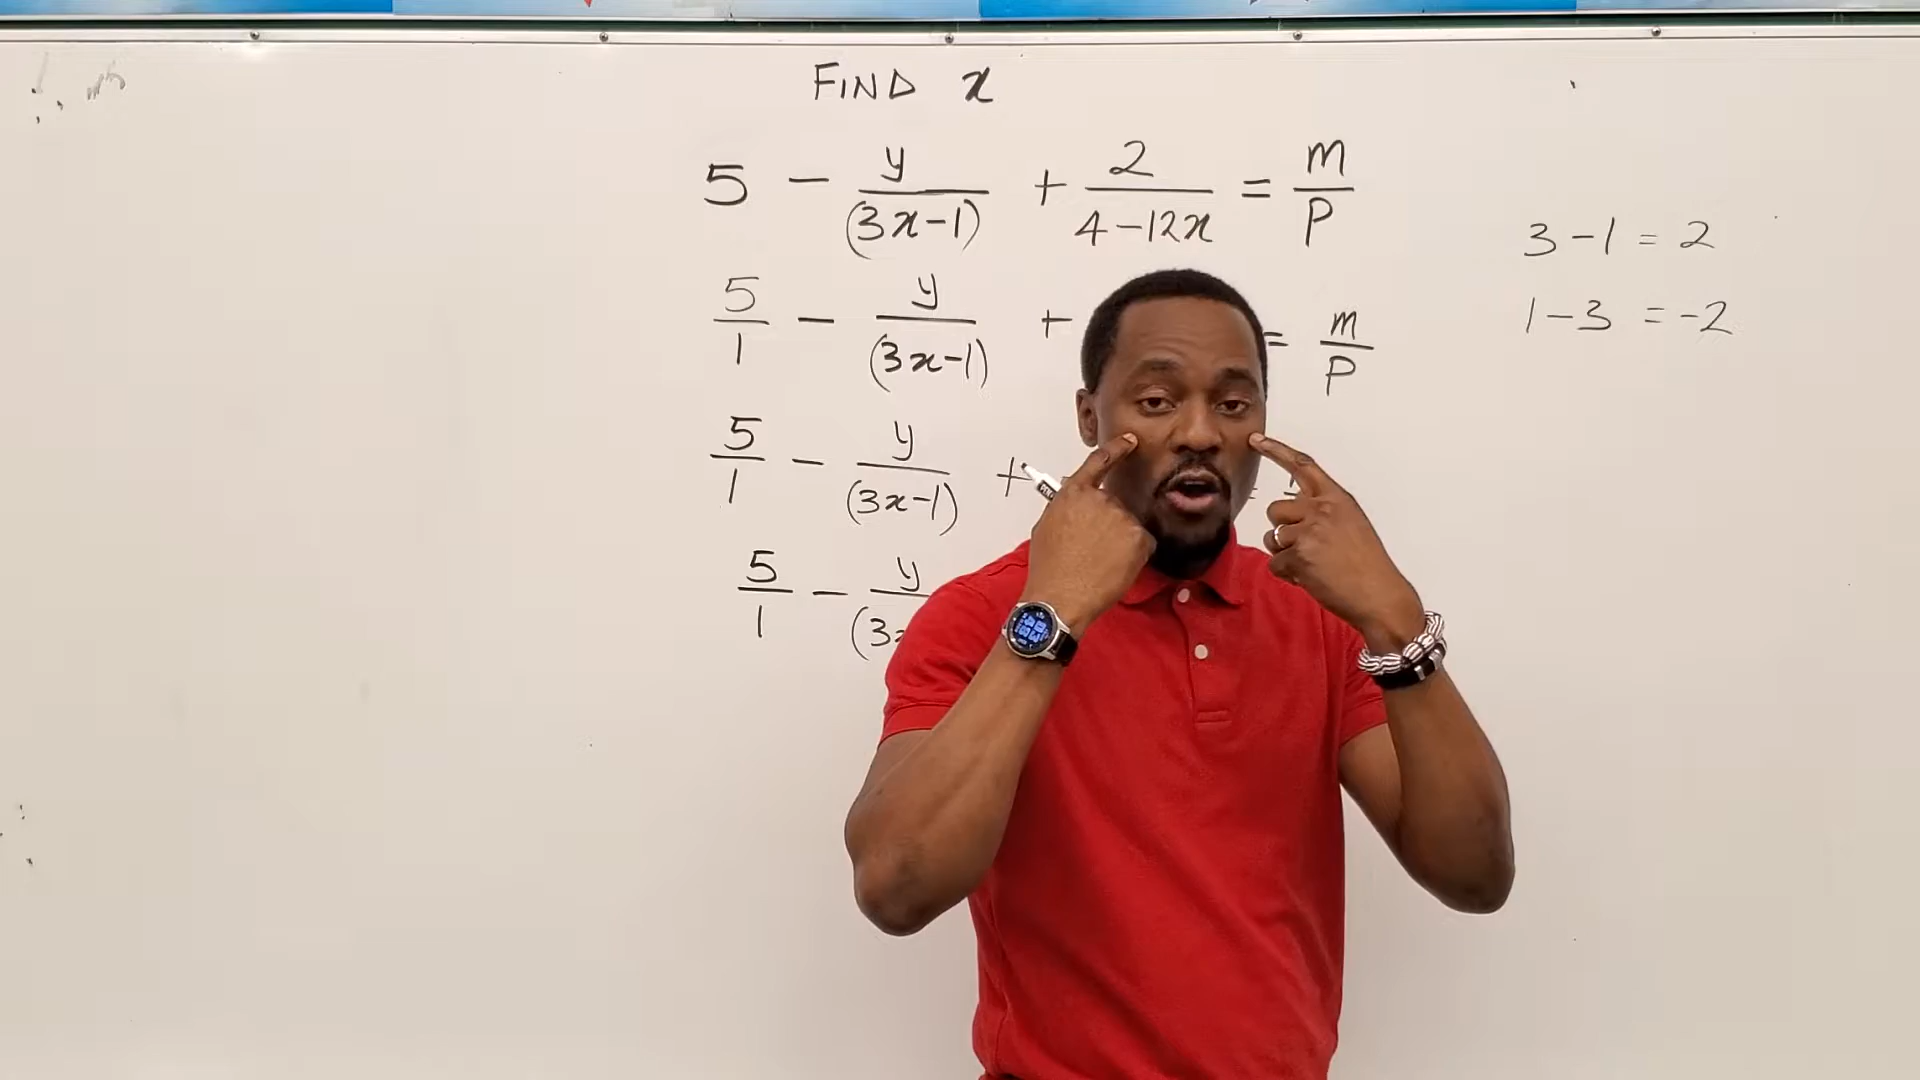 FIND x
5 - y/(3x-1) + 2/(4-12x) = m/p
3-1 = 2
5/1 - y/(3x-1) + = m/p
1-3 = -2
5/1 - y/(3x-1) +
5/1 - y/(3x